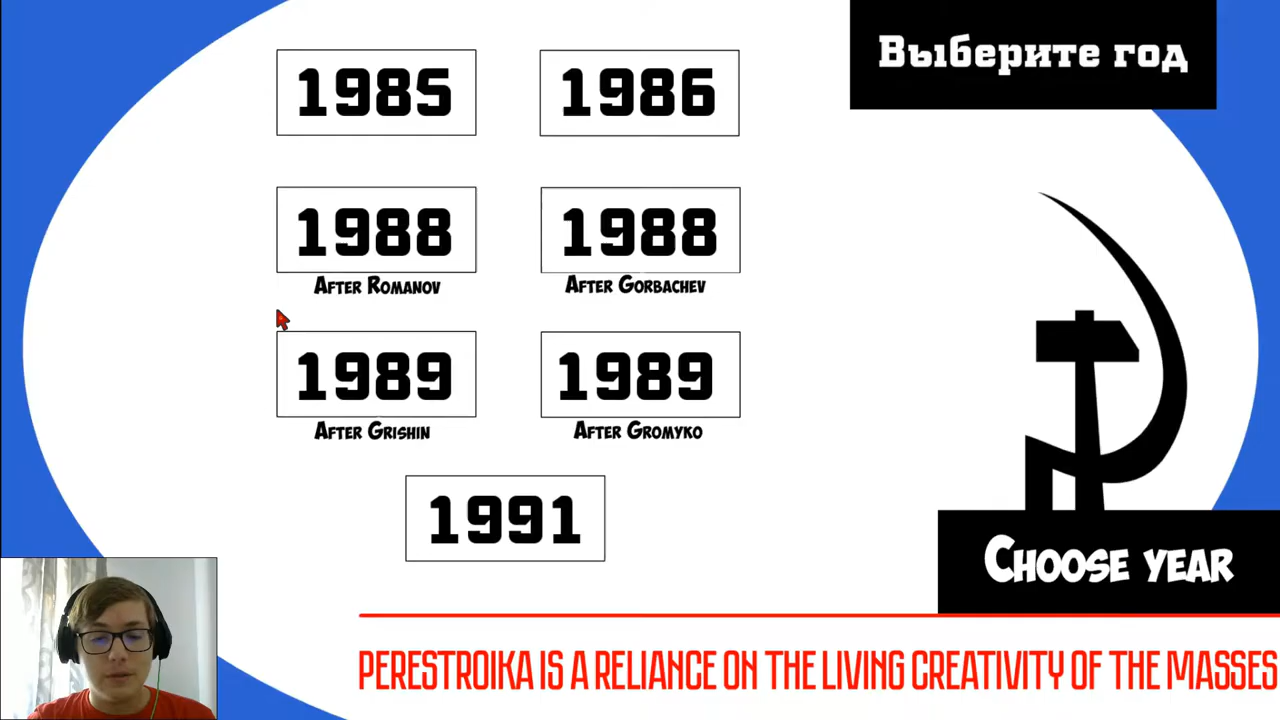 Выберите год
1985
1986
1988
After Romanov
1988
After Gorbachev
1989
After Grishin
1989
After Gromyko
1991
Choose year
PERESTROIKA IS A RELIANCE ON THE LIVING CREATIVITY OF THE MASSES